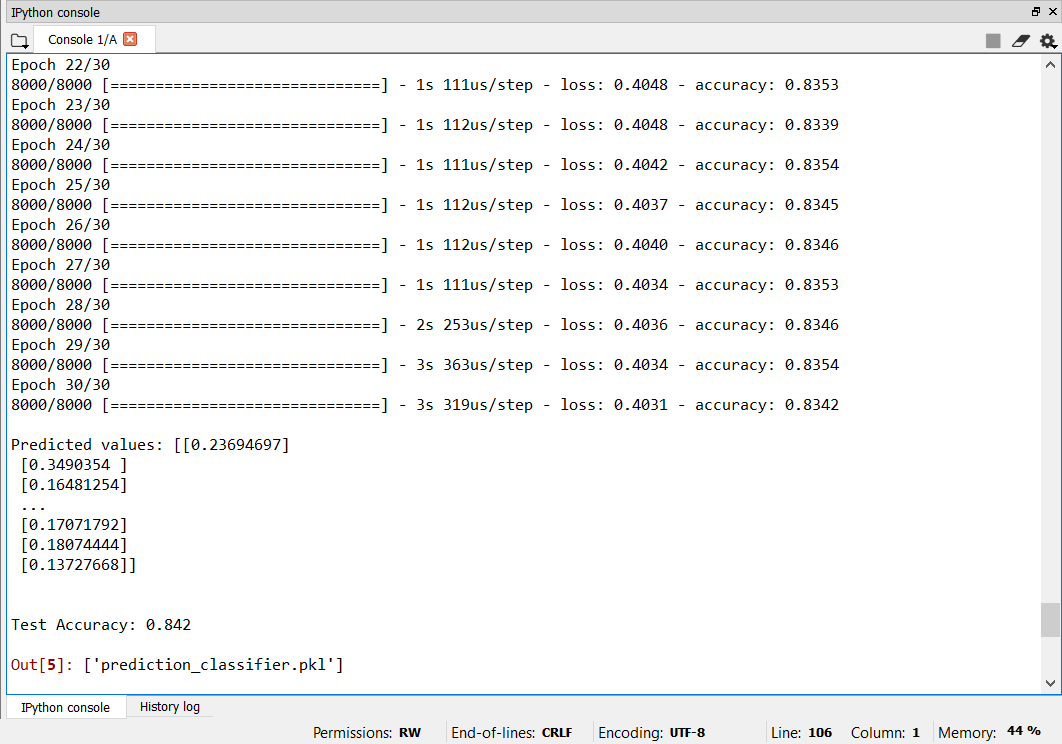 IPython console
Console 1/A
Epoch 22/30
8000/8000 [==============================] - 1s 111us/step - loss: 0.4048 - accuracy: 0.8353
Epoch 23/30
8000/8000 [==============================] - 1s 112us/step - loss: 0.4048 - accuracy: 0.8339
Epoch 24/30
8000/8000 [==============================] - 1s 111us/step - loss: 0.4042 - accuracy: 0.8354
Epoch 25/30
8000/8000 [==============================] - 1s 112us/step - loss: 0.4037 - accuracy: 0.8345
Epoch 26/30
8000/8000 [==============================] - 1s 112us/step - loss: 0.4040 - accuracy: 0.8346
Epoch 27/30
8000/8000 [==============================] - 1s 111us/step - loss: 0.4034 - accuracy: 0.8353
Epoch 28/30
8000/8000 [==============================] - 2s 253us/step - loss: 0.4036 - accuracy: 0.8346
Epoch 29/30
8000/8000 [==============================] - 3s 363us/step - loss: 0.4034 - accuracy: 0.8354
Epoch 30/30
8000/8000 [==============================] - 3s 319us/step - loss: 0.4031 - accuracy: 0.8342
Predicted values: [[0.23694697]
[0.3490354 ]
[0.16481254]
...
[0.17071792]
[0.18074444]
[0.13727668]]
Test Accuracy: 0.842
Out[5]: ['prediction_classifier.pkl']
IPython console History log
Permissions: RW End-of-lines: CRLF Encoding: UTF-8 Line: 106 Column: 1 Memory: 44 %